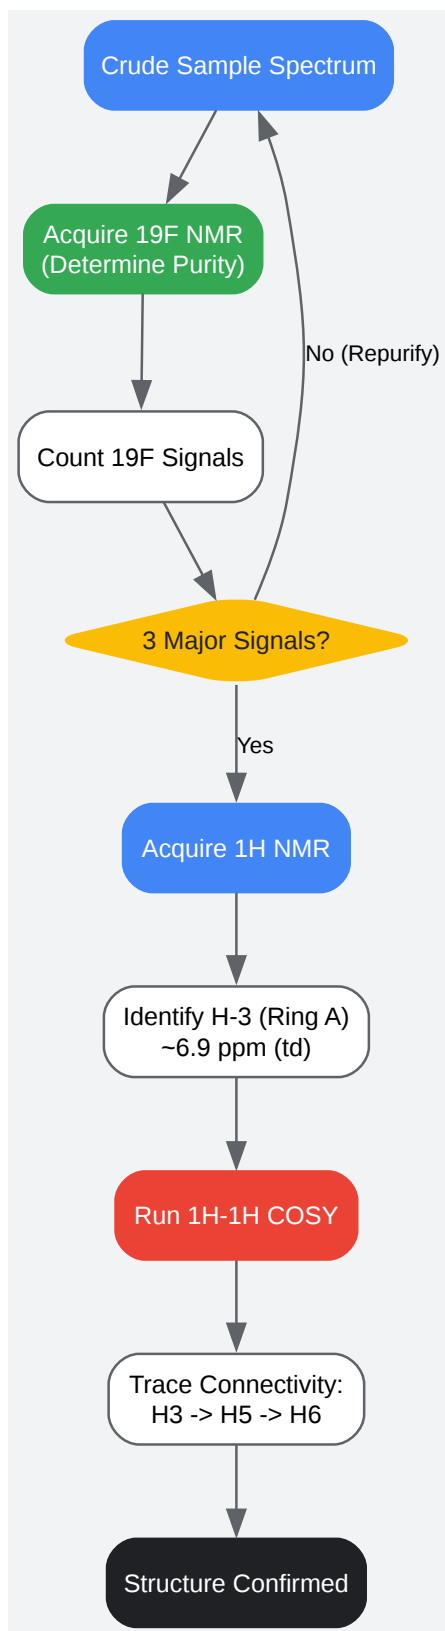 Crude Sample Spectrum
Acquire 19F NMR
(Determine Purity)
No (Repurify)
Count 19F Signals
3 Major Signals?
Yes
Acquire 1H NMR
Identify H-3 (Ring A)
~6.9 ppm (td)
Run 1H-1H COSY
Trace Connectivity:
H3 -> H5 -> H6
Structure Confirmed